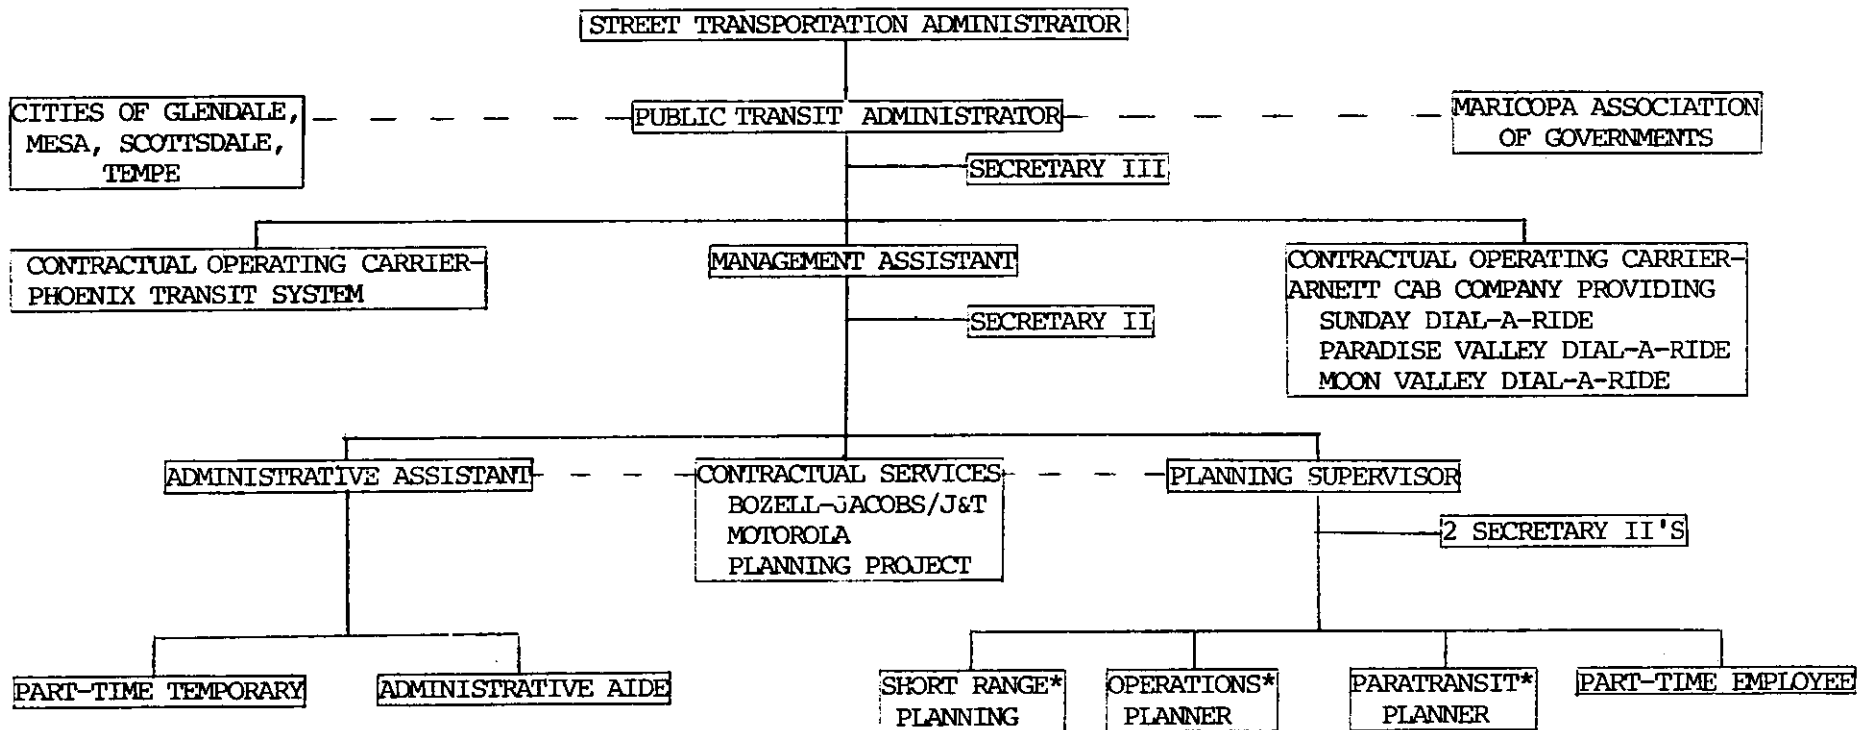 STREET TRANSPORTATION ADMINISTRATOR
CITIES OF GLENDALE,
MESA, SCOTTSDALE,
TEMPE
PUBLIC TRANSIT ADMINISTRATOR
MARICOPA ASSOCIATION
OF GOVERNMENTS
SECRETARY III
CONTRACTUAL OPERATING CARRIER-
PHOENIX TRANSIT SYSTEM
MANAGEMENT ASSISTANT
CONTRACTUAL OPERATING CARRIER-
ARNETT CAB COMPANY PROVIDING
SUNDAY DIAL-A-RIDE
PARADISE VALLEY DIAL-A-RIDE
MOON VALLEY DIAL-A-RIDE
SECRETARY II
ADMINISTRATIVE ASSISTANT
CONTRACTUAL SERVICES
BOZELL-JACOBS/J&T
MOTOROLA
PLANNING PROJECT
PLANNING SUPERVISOR
2 SECRETARY II'S
PART-TIME TEMPORARY
ADMINISTRATIVE AIDE
SHORT RANGE*
PLANNING
OPERATIONS*
PLANNER
PARATRANSIT*
PLANNER
PART-TIME EMPLOYEE